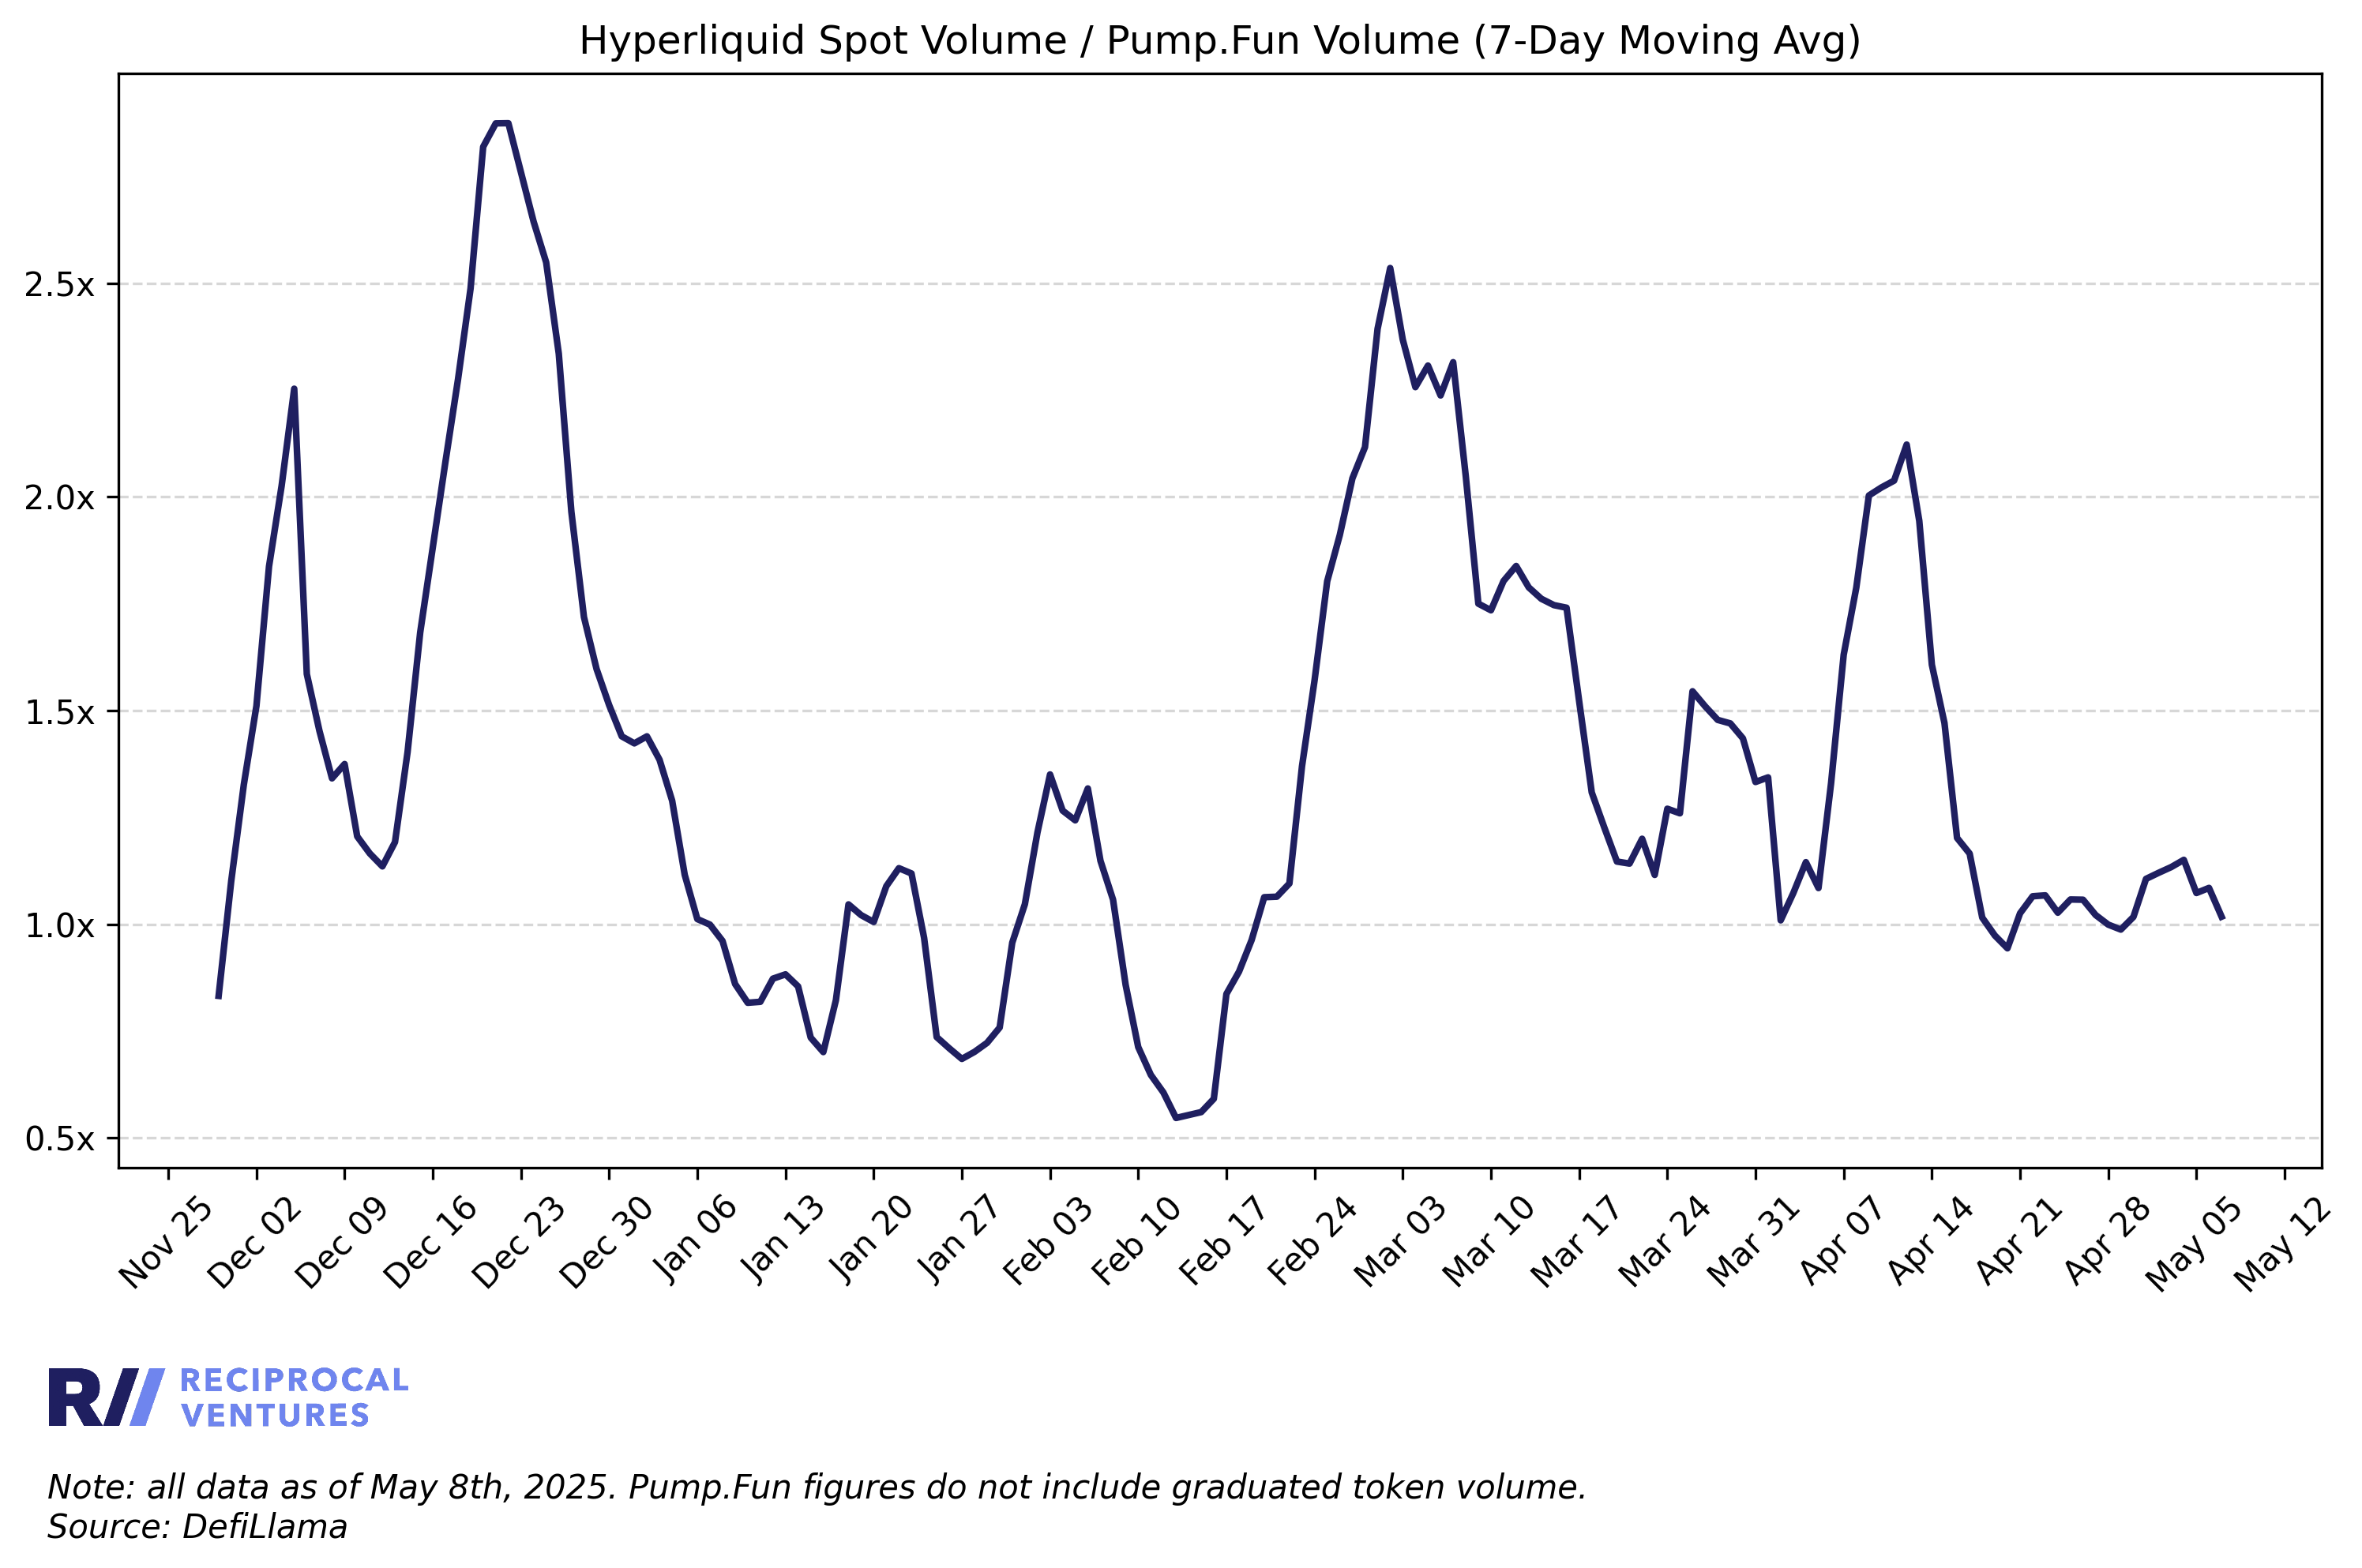 Hyperliquid Spot Volume / Pump.Fun Volume (7-Day Moving Avg)
2.5x
2.0x
1.5x
1.0x
0.5x
Nov 25
Dec 02
Dec 09
Dec 16
Dec 23
Dec 30
Jan 06
Jan 13
Jan 20
Jan 27
Feb 03
Feb 10
Feb 17
Feb 24
Mar 03
Mar 10
Mar 17
Mar 24
Mar 31
Apr 07
Apr 14
Apr 21
Apr 28
May 05
May 12
R// RECIPROCAL
VENTURES
Note: all data as of May 8th, 2025. Pump.Fun figures do not include graduated token volume.
Source: DefiLlama